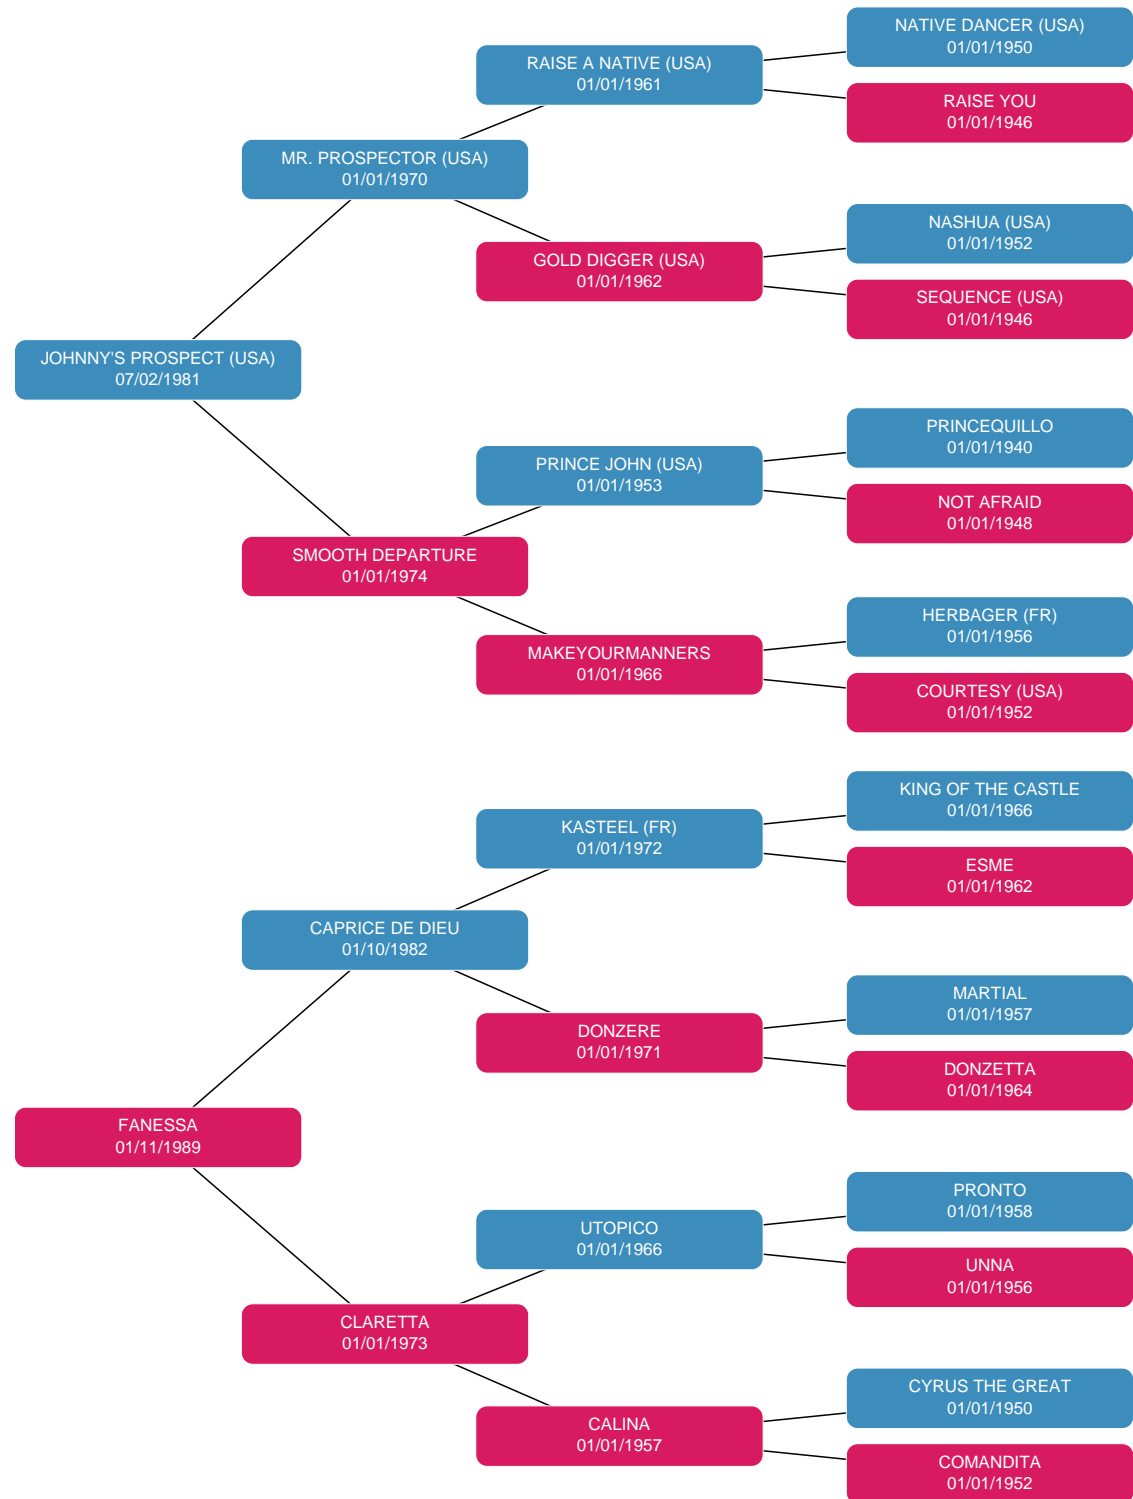 NATIVE DANCER (USA)
01/01/1950
RAISE A NATIVE (USA)
01/01/1961
RAISE YOU
01/01/1946
MR. PROSPECTOR (USA)
01/01/1970
NASHUA (USA)
01/01/1952
GOLD DIGGER (USA)
01/01/1962
SEQUENCE (USA)
01/01/1946
JOHNNY'S PROSPECT (USA)
07/02/1981
PRINCEQUILLO
01/01/1940
PRINCE JOHN (USA)
01/01/1953
NOT AFRAID
01/01/1948
SMOOTH DEPARTURE
01/01/1974
HERBAGER (FR)
01/01/1956
MAKEYOURMANNERS
01/01/1966
COURTESY (USA)
01/01/1952
KING OF THE CASTLE
01/01/1966
KASTEEL (FR)
01/01/1972
ESME
01/01/1962
CAPRICE DE DIEU
01/10/1982
MARTIAL
01/01/1957
DONZERE
01/01/1971
DONZETTA
01/01/1964
FANESSA
01/11/1989
PRONTO
01/01/1958
UTOPICO
01/01/1966
UNNA
01/01/1956
CLARETTA
01/01/1973
CYRUS THE GREAT
01/01/1950
CALINA
01/01/1957
COMANDITA
01/01/1952